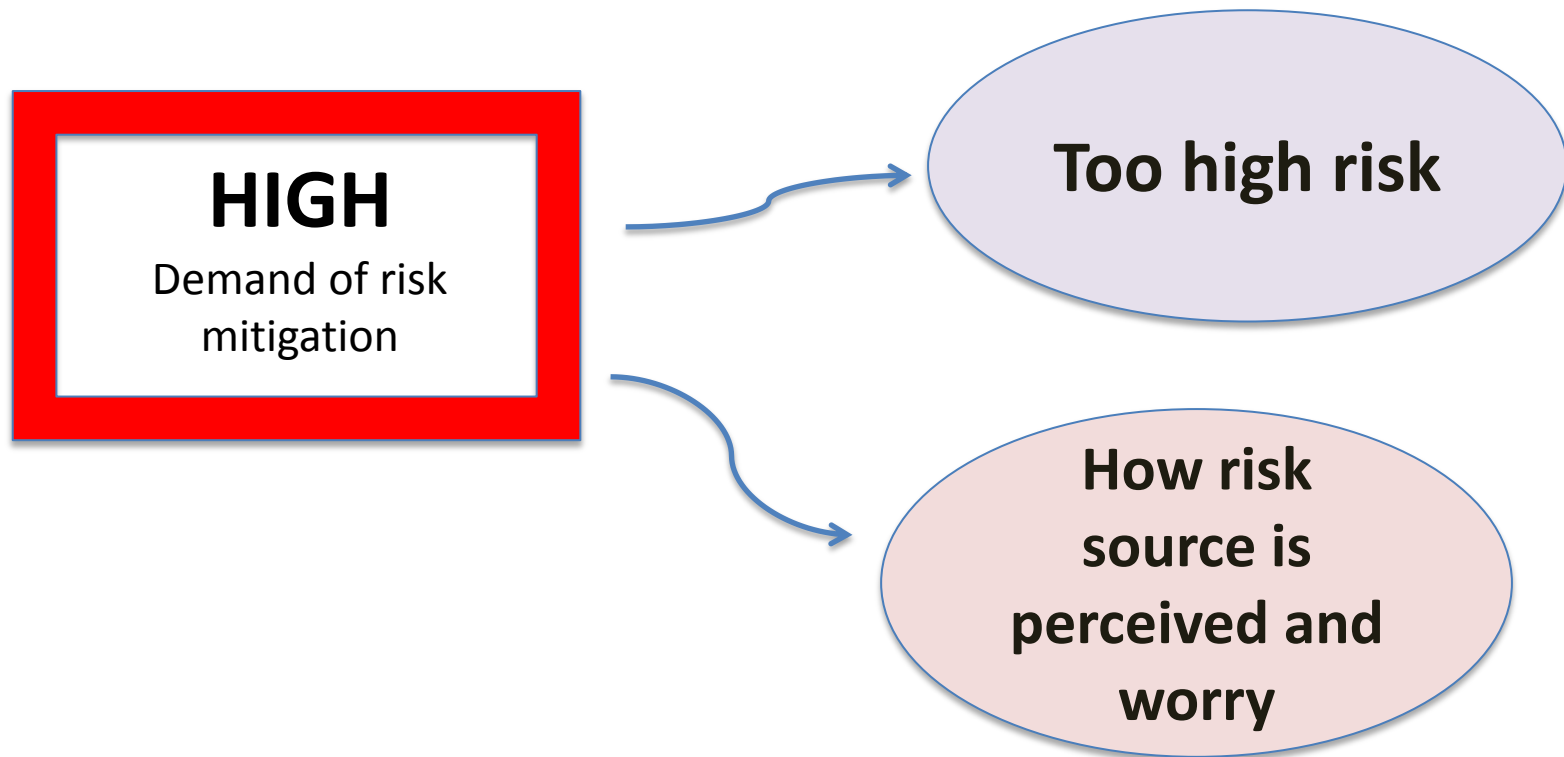 HIGH
Demand of risk
mitigation
Too high risk
How risk
source is
perceived and
worry